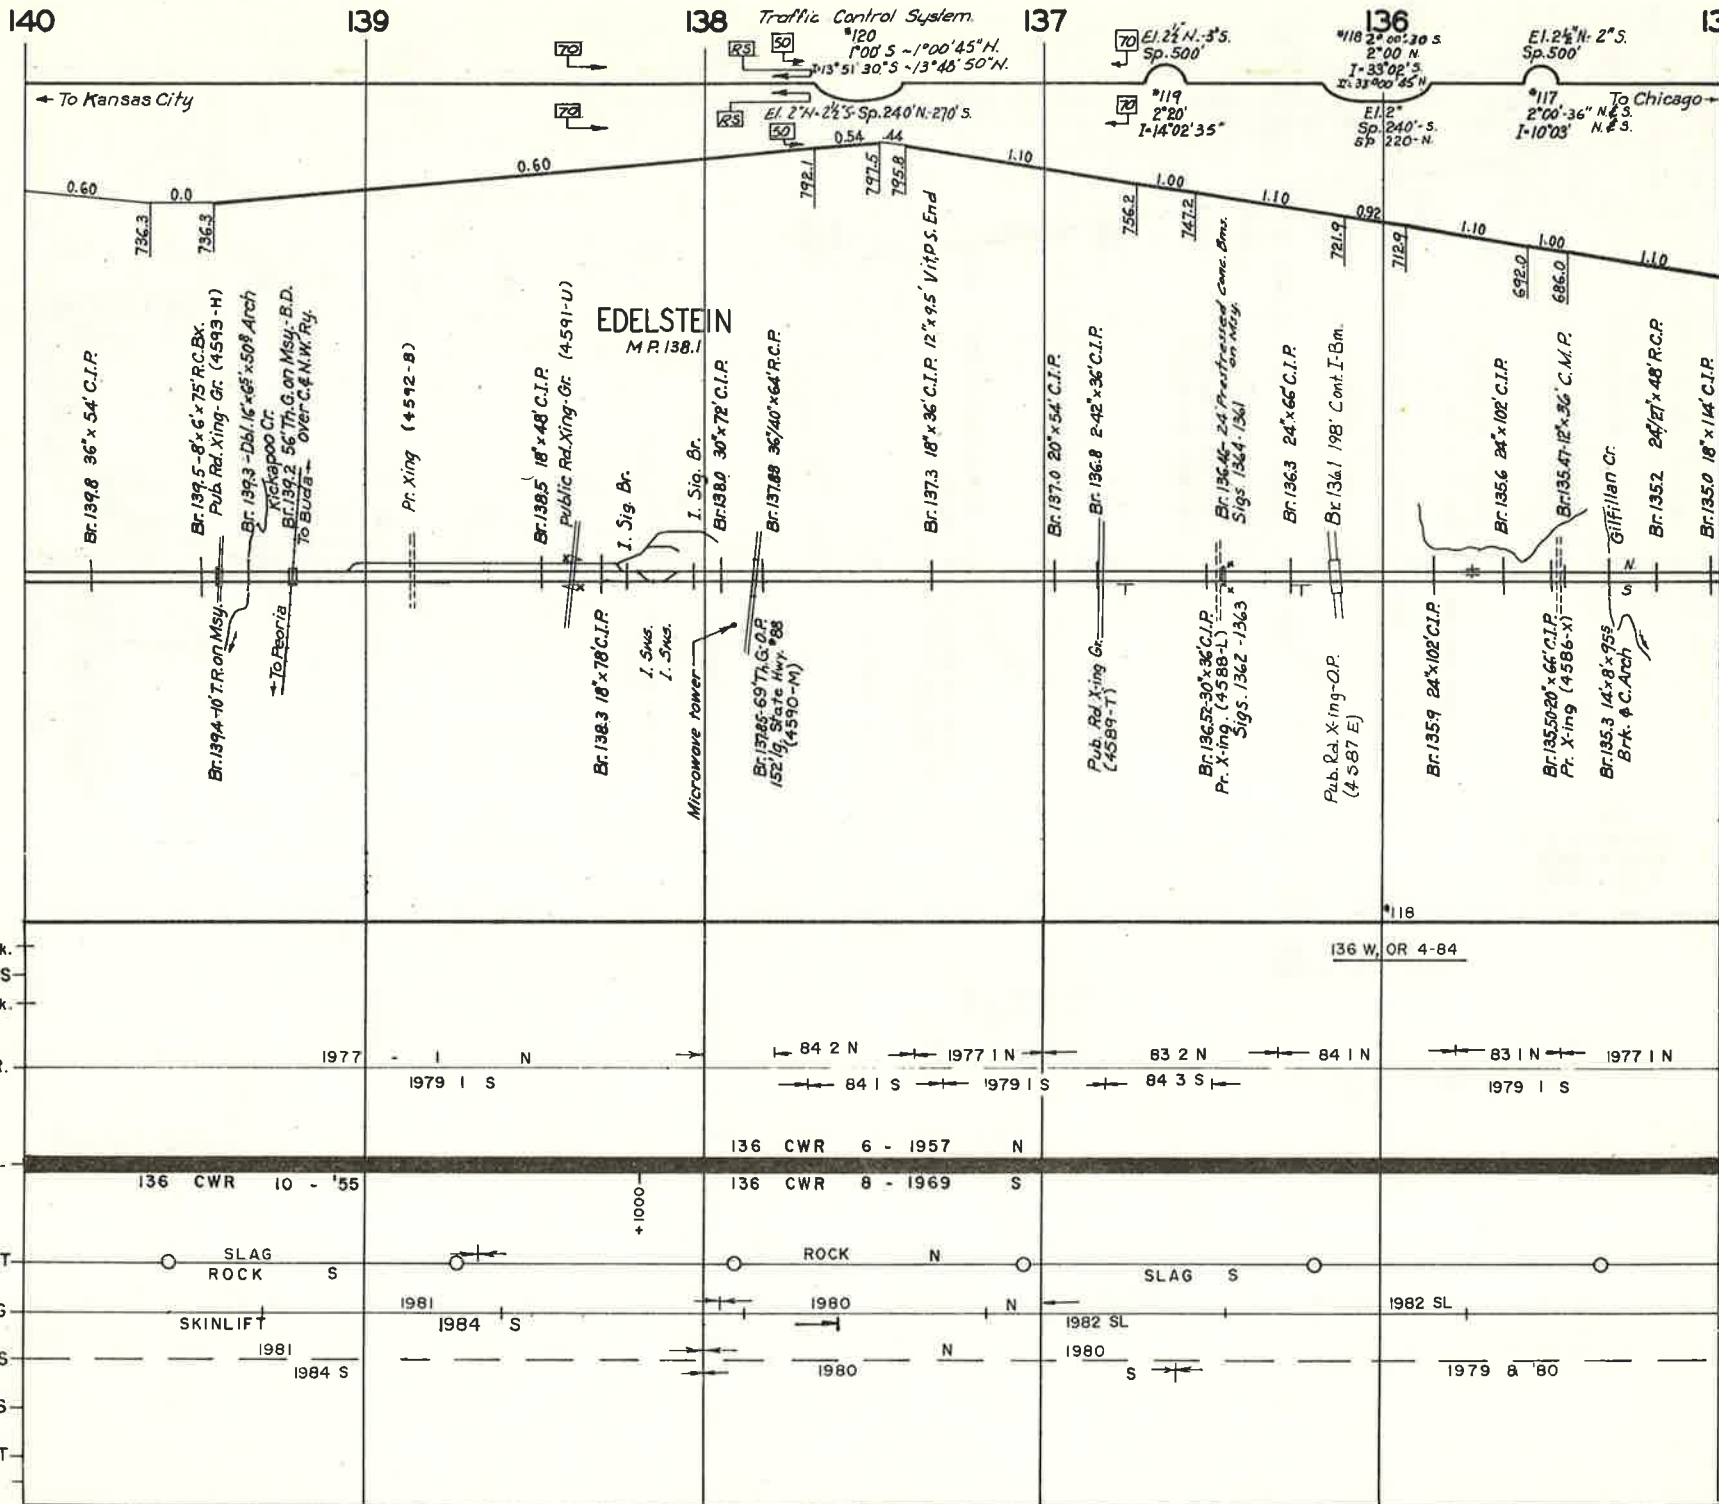 140
139
138
137
136
13
Traffic Control System.
← To Kansas City
To Chicago →
70
70
RS
50
RS
50
#120
1°00' S ~ 1°00'45" N.
I=13°51'30" S ~ 13°48'50" N.
El. 2" N-2½"S-Sp.240'N-270'S.
70
El. 2½" N.-3" S.
Sp. 500'
70
#119
2°20'
I=14°02'35"
#118 2°00'-30 S.
2°00 N.
I=33°02' S.
El. 2"
Sp. 240'-S.
SP 220-N.
El. 2½" N- 2" S.
Sp. 500'
#117
2°00'-36" N.& S.
I=10°03' N.& S.
0.60
0.0
0.60
0.54
.44
1.10
1.00
1.10
0.92
1.10
1.00
1.10
736.3
736.3
792.1
797.5
795.8
756.2
747.2
721.9
712.9
692.0
686.0
EDELSTEIN
M.P. 138.1
Br. 139.8 36" x 54' C.I.P.
Br. 139.5-8'x6'x75' R.C.Bx.
Pub. Rd. Xing-Gr. (4593-H)
Kickapoo Cr.
Br. 139.2 56' Th.G. on Msy.-B.D.
To Buda ← over C.& N.W. Ry.
Pr. Xing (4592-B)
Br. 138.5 18" x 48' C.I.P.
Public Rd. Xing-Gr. (4591-U)
I. Sig. Br.
I. Sig. Br.
Br. 138.0 30" x 72' C.I.P.
Br. 137.88 36"/40" x 64' R.C.P.
Br. 137.3 18" x 36' C.I.P. 12" x 9.5' Vit.P. S. End
Br. 137.0 20" x 54' C.I.P.
Br. 136.8 2-42" x 36' C.I.P.
Br. 136.46-24' Prestressed Conc. Bms.
Sigs. 1364-1361 on Msy.
Br. 136.3 24" x 66' C.I.P.
Br. 136.1 198' Cont. I-Bm.
Br. 135.6 24" x 102' C.I.P.
Br. 135.47-12" x 36' C.M.P.
Gilfillan Cr.
Br. 135.2 24"/27" x 48' R.C.P.
Br. 135.0 18" x 114' C.I.P.
N
S
Br. 139.4-10' T.R. on Msy.
← To Peoria
Br. 138.3 18" x 78' C.I.P.
I. Sws.
I. Sws.
Microwave tower
Br. 137.85-69' Th.G.-O.P.
152' lg. State Hwy. #88
(4590-M)
Pub. Rd. X-ing Gr.
(4589-T)
Br. 136.52-30" x 36' C.I.P.
Pr. X-ing. (4588-L)
Sigs. 1362-1363
Pub. Rd. X-ing-O.P.
(4587 E)
Br. 135.9 24" x 102' C.I.P.
Br. 135.50-20" x 66' C.I.P.
Pr. X-ing (4586-X)
Brk. & C. Arch
#118
k.
S
k.
136 W, OR 4-84
1977 - 1 N
84 2 N
1977 1 N
83 2 N
84 1 N
83 1 N
1977 1 N
1979 1 S
84 1 S
1979 1 S
84 3 S
1979 1 S
136 CWR 6 - 1957 N
136 CWR 10 - '55
136 CWR 8 - 1969 S
+1000
T
SLAG
ROCK N
ROCK S
SLAG S
1981
1980 N
1982 SL
SKINLIFT
1984 S
1982 SL
S
1981
N
1980
1984 S
1980
S
1979 & '80
S
T